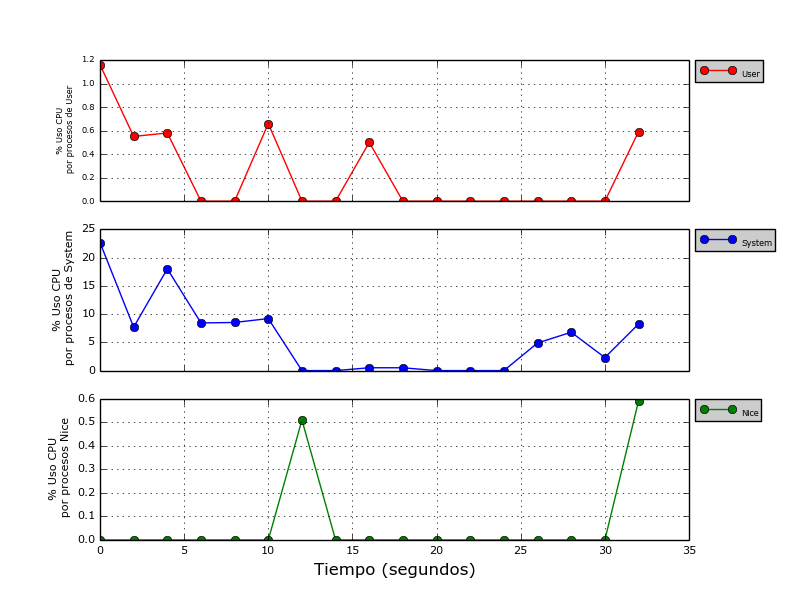 1.2
1.0
0.8
0.6
0.4
0.2
0.0
% Uso CPU
por procesos de User
User
25
20
15
10
5
0
% Uso CPU
por procesos de System
System
0.6
0.5
0.4
0.3
0.2
0.1
0.0
% Uso CPU
por procesos Nice
Nice
0 5 10 15 20 25 30 35
Tiempo (segundos)